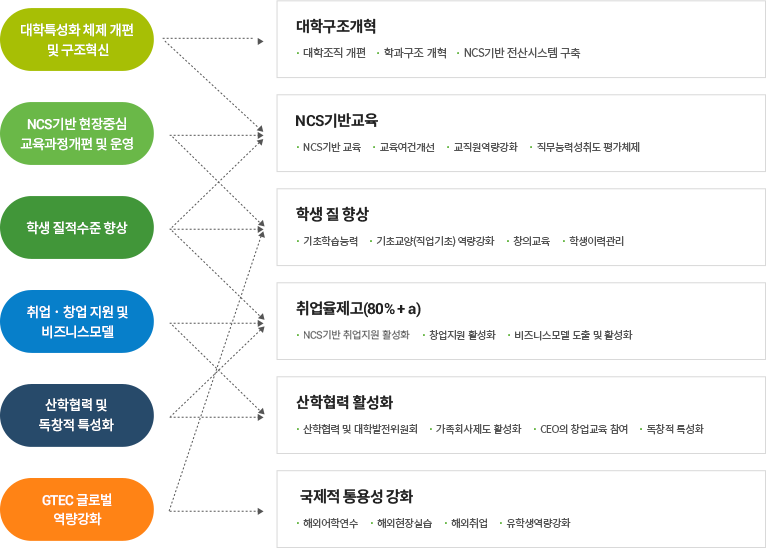 대학특성화 체제 개편
및 구조혁신
대학구조개혁
· 대학조직 개편 · 학과구조 개혁 · NCS기반 전산시스템 구축
NCS기반 현장중심
교육과정개편 및 운영
NCS기반교육
· NCS기반 교육 · 교육여건개선 · 교직원역량강화 · 직무능력성취도 평가체제
학생 질적수준 향상
학생 질 향상
· 기초학습능력 · 기초교양(직업기초) 역량강화 · 창의교육 · 학생이력관리
취업 · 창업 지원 및
비즈니스모델
취업율제고(80% + a)
· NCS기반 취업지원 활성화 · 창업지원 활성화 · 비즈니스모델 도출 및 활성화
산학협력 및
독창적 특성화
산학협력 활성화
· 산학협력 및 대학발전위원회 · 가족회사제도 활성화 · CEO의 창업교육 참여 · 독창적 특성화
GTEC 글로벌
역량강화
국제적 통용성 강화
· 해외어학연수 · 해외현장실습 · 해외취업 · 유학생역량강화